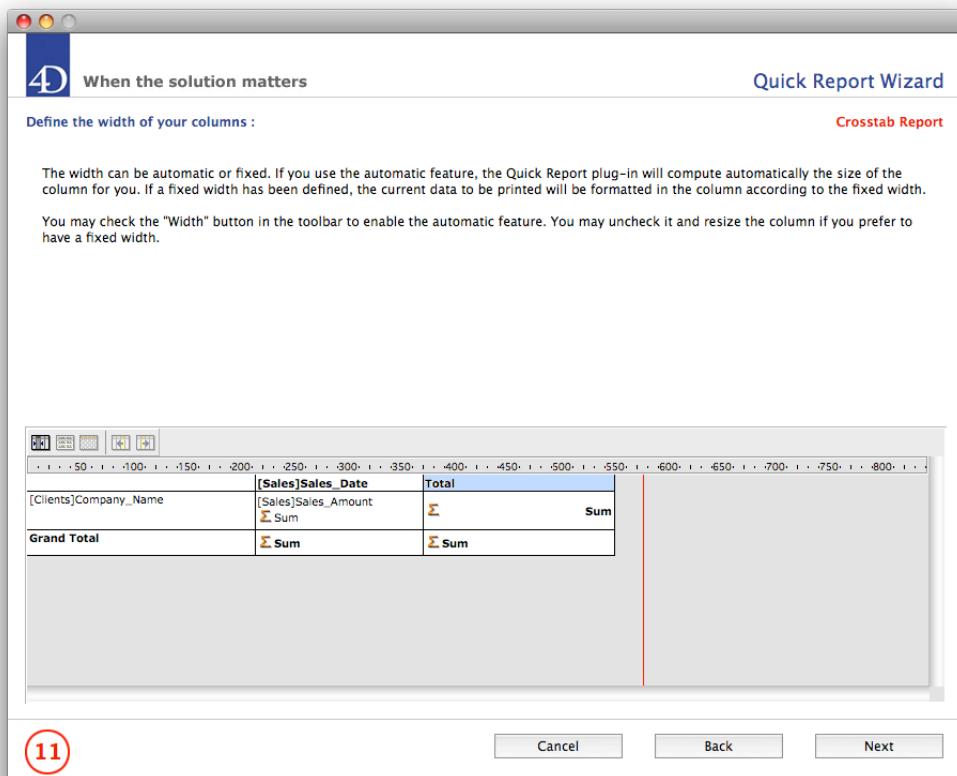 4D When the solution matters
Quick Report Wizard
Define the width of your columns :
Crosstab Report
The width can be automatic or fixed. If you use the automatic feature, the Quick Report plug-in will compute automatically the size of the
column for you. If a fixed width has been defined, the current data to be printed will be formatted in the column according to the fixed width.
You may check the "Width" button in the toolbar to enable the automatic feature. You may uncheck it and resize the column if you prefer to
have a fixed width.
50 100 150 200 250 300 350 400 450 500 550 600 650 700 750 800
[Sales]Sales_Date Total
[Clients]Company_Name [Sales]Sales_Amount
Σ Sum Σ Sum
Grand Total Σ Sum Σ Sum
11 Cancel Back Next